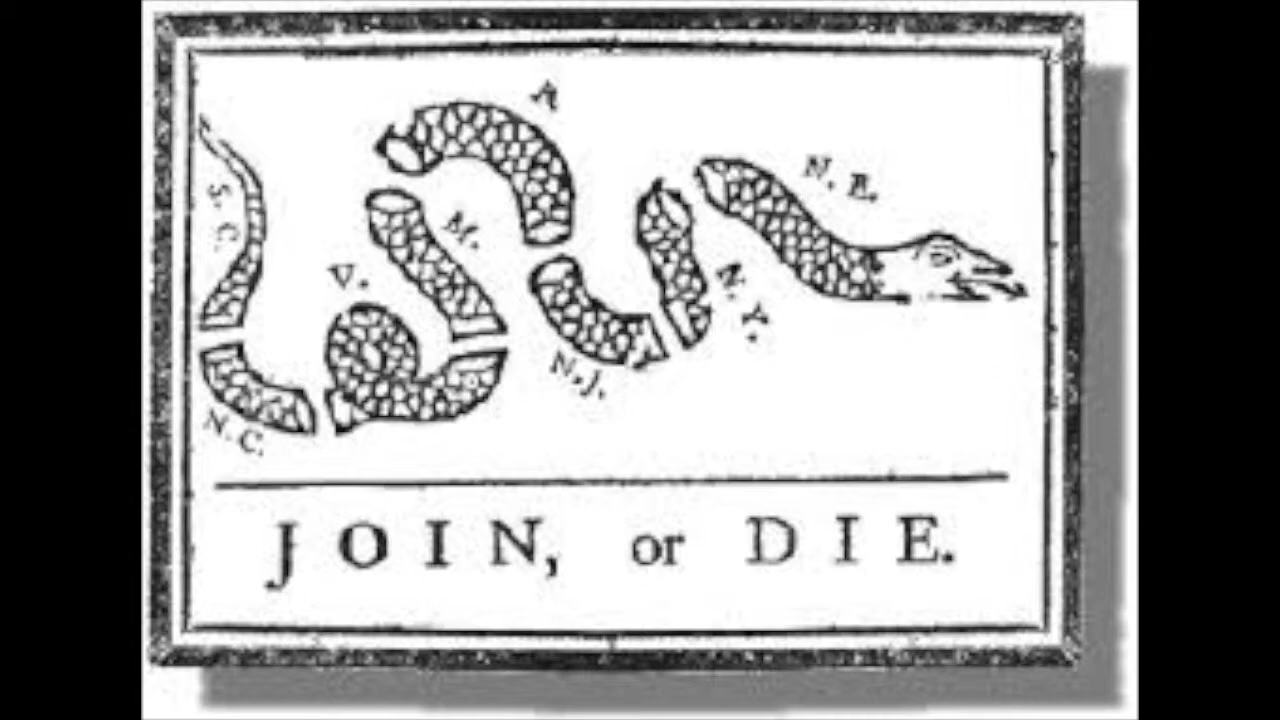 A
N. E.
S. C.
M.
V.
N. Y.
N. J.
N. C.
JOIN, or DIE.